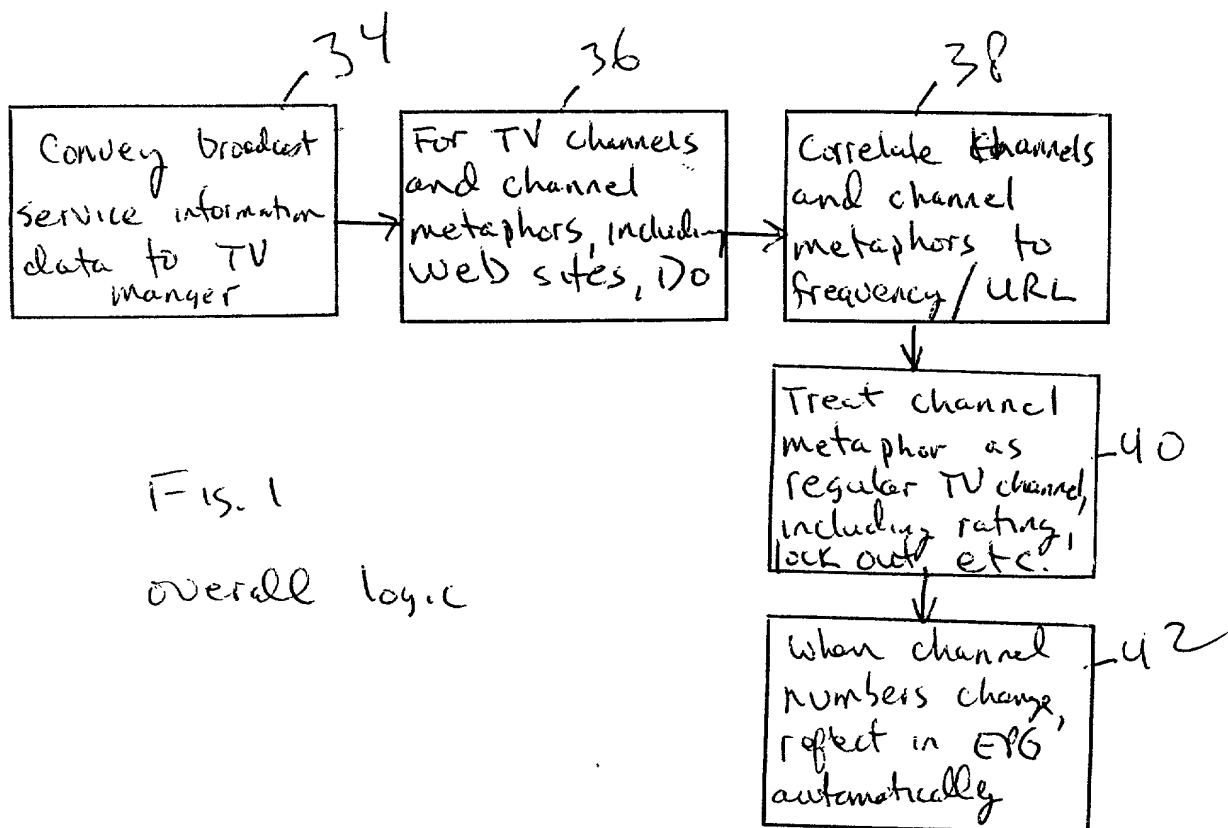 34
Convey broadcast
service information
data to TV
manger
36
For TV channels
and channel
metaphors, including
Web sites, Do
38
Correlate channels
and channel
metaphors to
frequency / URL
Treat channel
metaphor as
regular TV channel,
including rating,
lock out, etc.
40
When channel
numbers change,
reflect in EPG
automatically
42
Fig. 1
overall logic